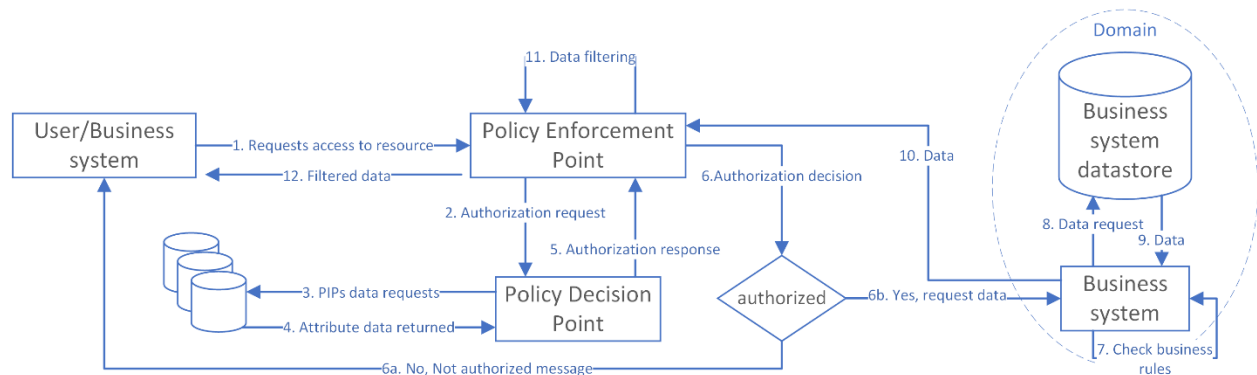 Domain
11. Data filtering
User/Business
system
1. Requests access to resource
12. Filtered data
Policy Enforcement
Point
10. Data
6.Authorization decision
Business
system
datastore
2. Authorization request
5. Authorization response
8. Data request
9. Data
3. PIPs data requests
4. Attribute data returned
Policy Decision
Point
authorized
6b. Yes, request data
Business
system
7. Check business
rules
6a. No, Not authorized message